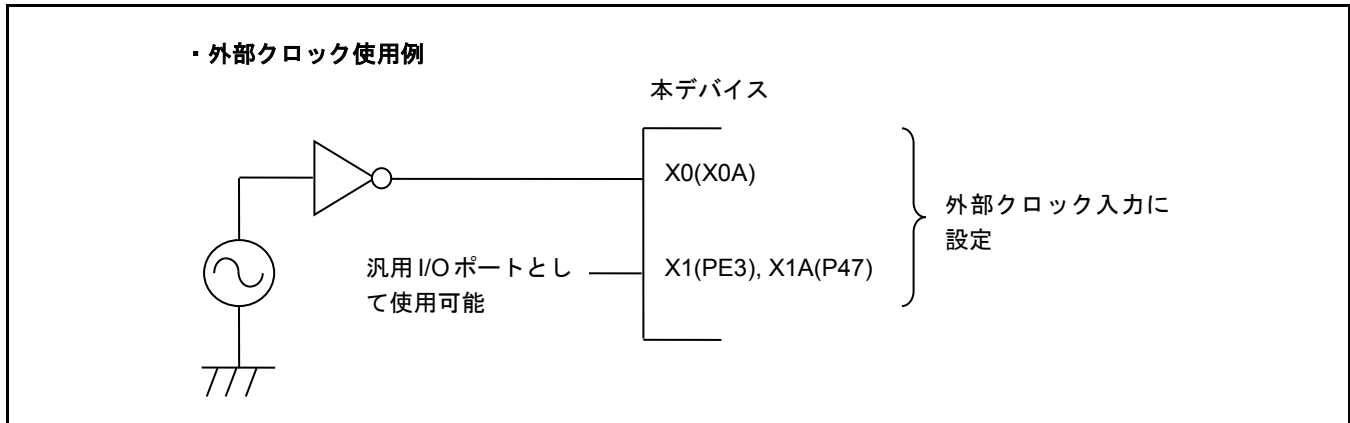 ・外部クロック使用例
本デバイス
X0(X0A)
外部クロック入力に
設定
汎用I/Oポートとし
て使用可能
X1(PE3), X1A(P47)